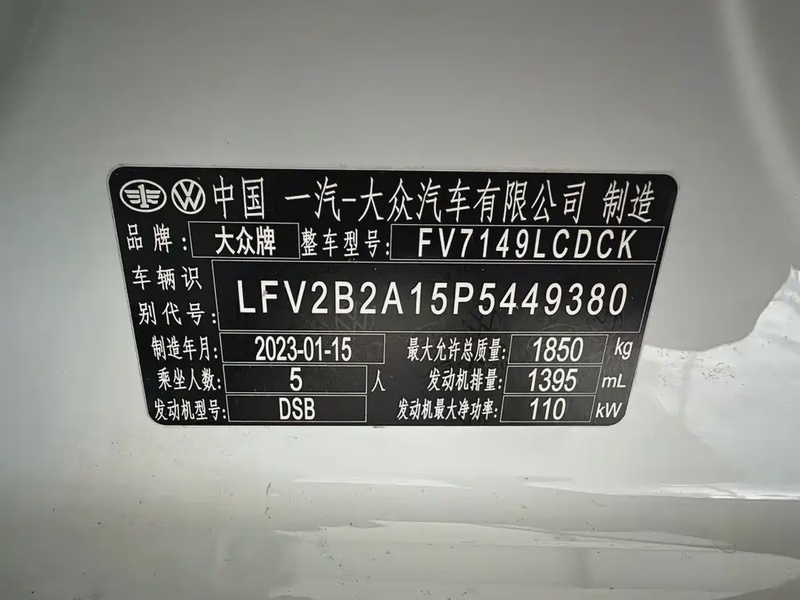 中国 一汽-大众汽车有限公司 制造
品牌: 大众牌 整车型号: FV7149LCDCK
车辆识别代号: LFV2B2A15P5449380
制造年月: 2023-01-15 最大允许总质量: 1850 kg
乘坐人数: 5 人 发动机排量: 1395 mL
发动机型号: DSB 发动机最大净功率: 110 kW